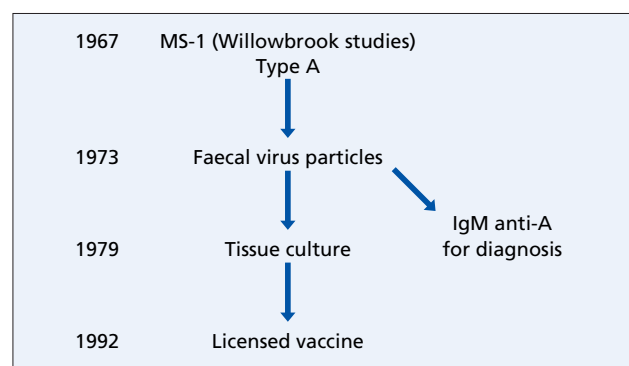 1967 MS-1 (Willowbrook studies)
Type A
1973 Faecal virus particles
IgM anti-A
for diagnosis
1979 Tissue culture
1992 Licensed vaccine